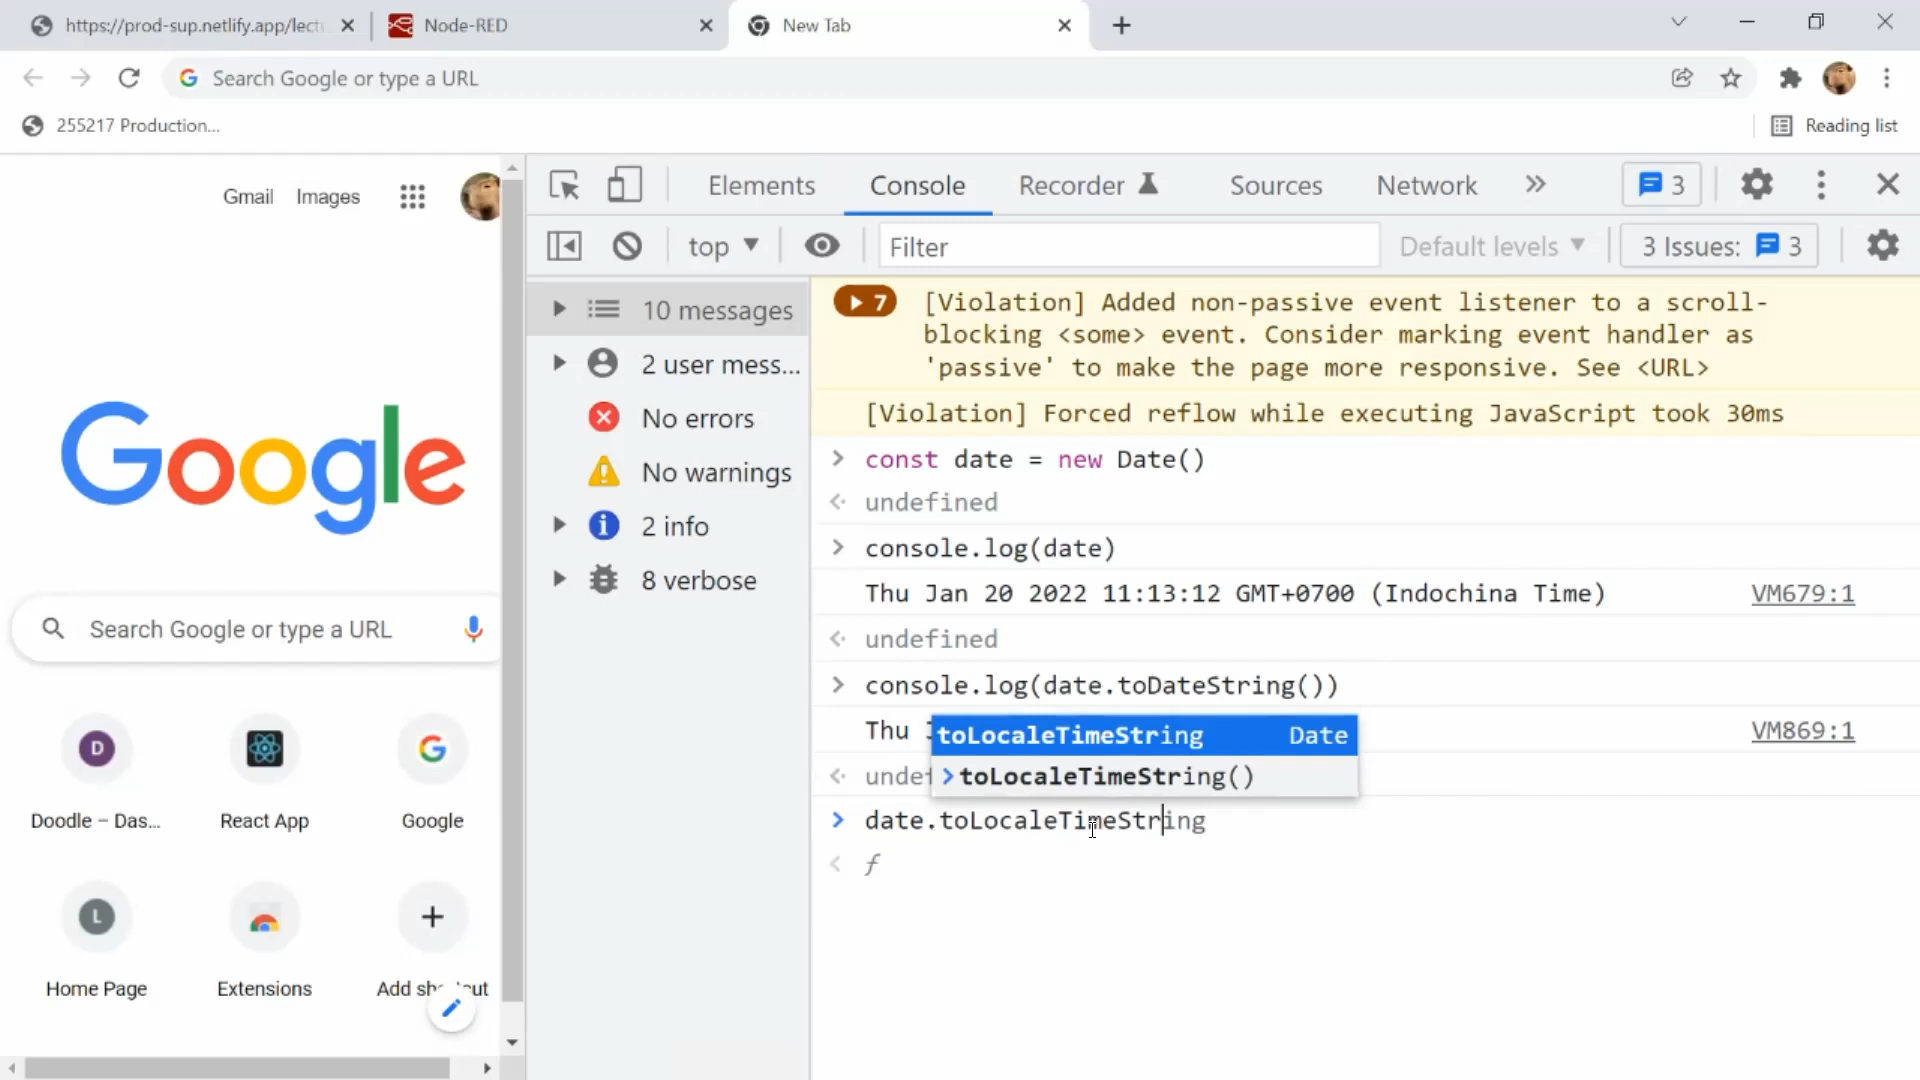 https://prod-sup.netlify.app/lect
Node-RED
New Tab
Search Google or type a URL
255217 Production...
Reading list
Gmail
Images
Google
Search Google or type a URL
D
Doodle – Das...
React App
Google
L
Home Page
Extensions
Add sh
ut
Elements
Console
Recorder
Sources
Network
3
top
Filter
Default levels
3 Issues:
3
10 messages
2 user mess...
No errors
No warnings
2 info
8 verbose
7
[Violation] Added non-passive event listener to a scroll-
blocking <some> event. Consider marking event handler as
'passive' to make the page more responsive. See <URL>
[Violation] Forced reflow while executing JavaScript took 30ms
const date = new Date()
undefined
console.log(date)
Thu Jan 20 2022 11:13:12 GMT+0700 (Indochina Time)
VM679:1
undefined
console.log(date.toDateString())
Thu
VM869:1
toLocaleTimeString
Date
toLocaleTimeString()
undef
date.toLocaleTimeString
f